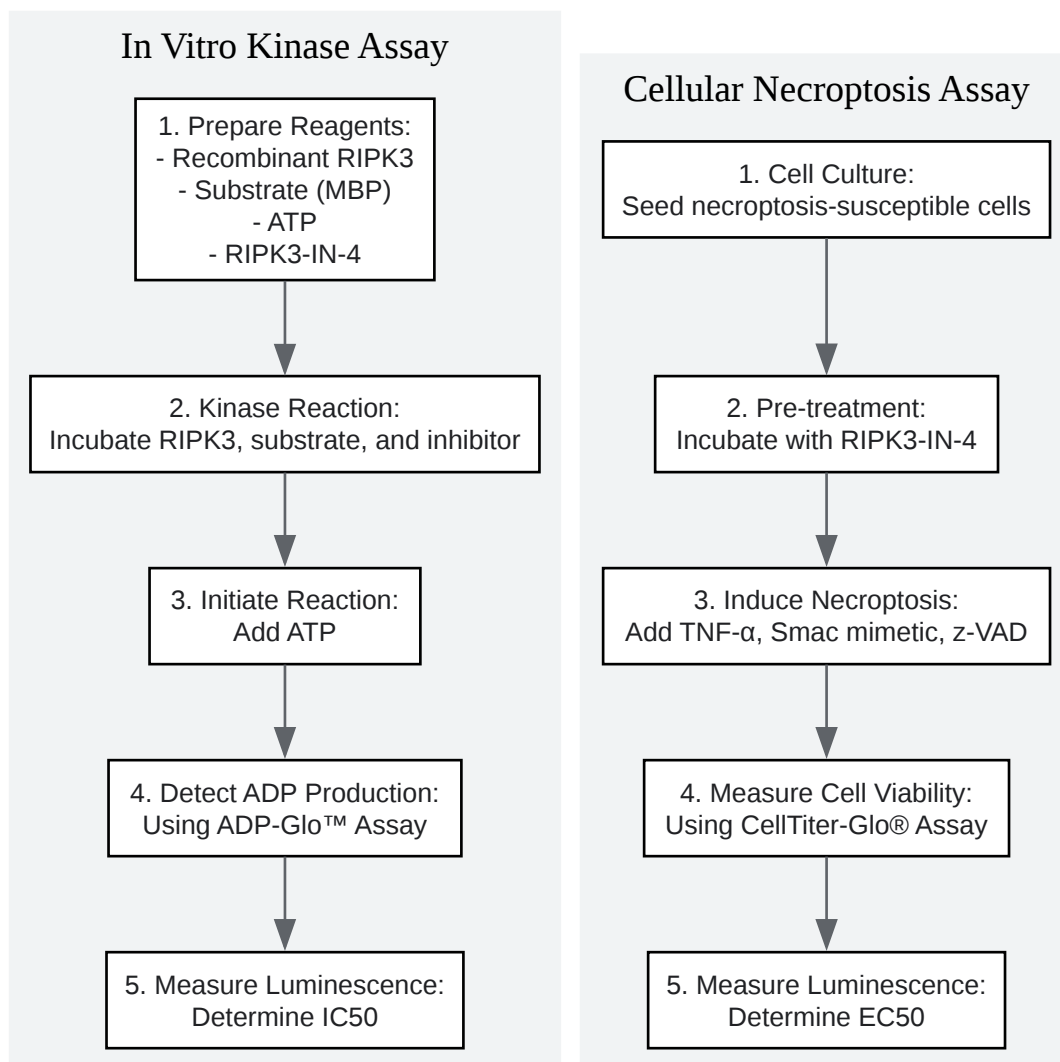 In Vitro Kinase Assay
1. Prepare Reagents:
- Recombinant RIPK3
- Substrate (MBP)
- ATP
- RIPK3-IN-4
2. Kinase Reaction:
Incubate RIPK3, substrate, and inhibitor
3. Initiate Reaction:
Add ATP
4. Detect ADP Production:
Using ADP-Glo™ Assay
5. Measure Luminescence:
Determine IC50
Cellular Necroptosis Assay
1. Cell Culture:
Seed necroptosis-susceptible cells
2. Pre-treatment:
Incubate with RIPK3-IN-4
3. Induce Necroptosis:
Add TNF-α, Smac mimetic, z-VAD
4. Measure Cell Viability:
Using CellTiter-Glo® Assay
5. Measure Luminescence:
Determine EC50